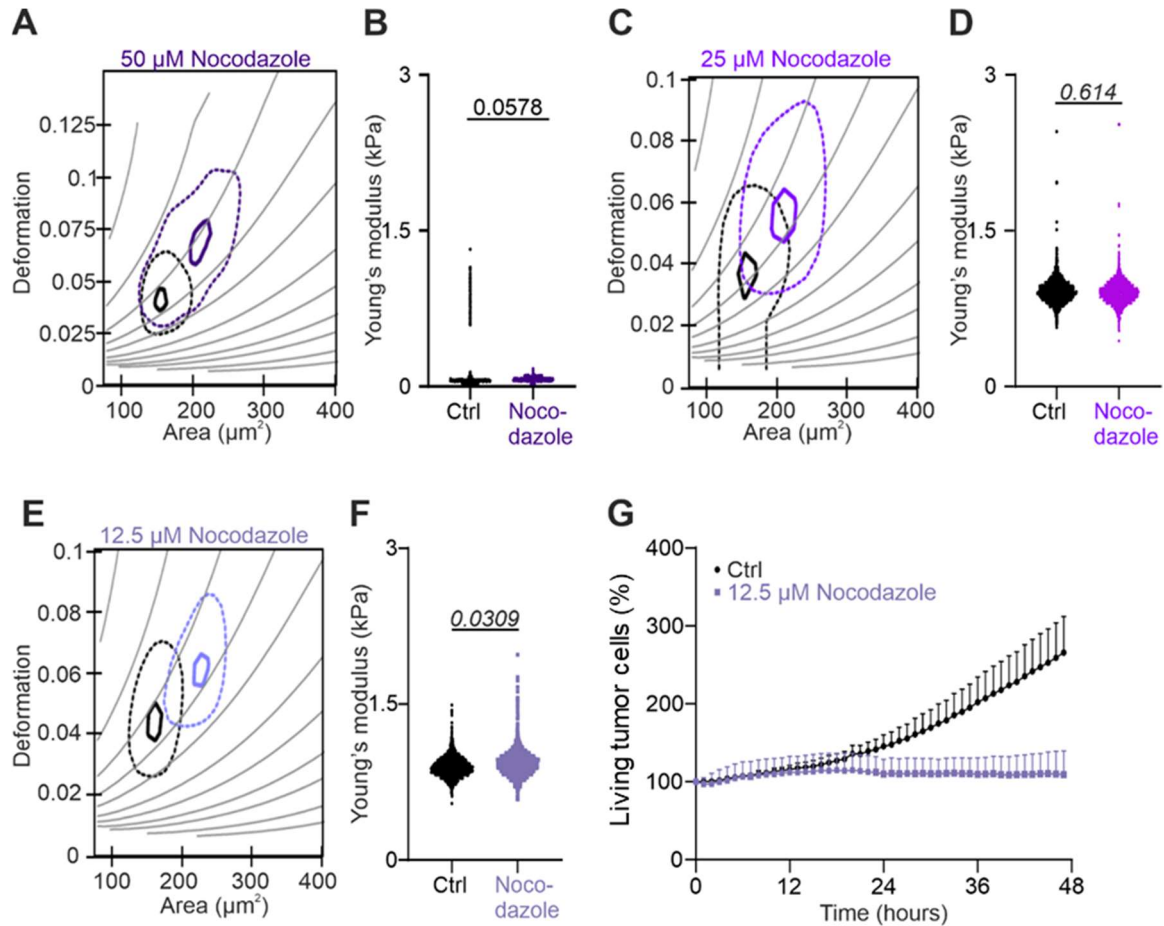 A
50 µM Nocodazole
Deformation
0.125
0.1
0.075
0.05
0.025
0
100 200 300 400
Area (µm²)
B
Young's modulus (kPa)
3
1.5
0
0.0578
Ctrl
Noco-
dazole
C
25 µM Nocodazole
Deformation
0.1
0.08
0.06
0.04
0.02
0
100 200 300 400
Area (µm²)
D
Young's modulus (kPa)
3
1.5
0
0.614
Ctrl
Noco-
dazole
E
12.5 µM Nocodazole
Deformation
0.1
0.08
0.06
0.04
0.02
0
100 200 300 400
Area (µm²)
F
Young's modulus (kPa)
3
1.5
0
0.0309
Ctrl
Noco-
dazole
G
Living tumor cells (%)
400
300
200
100
0
Ctrl
12.5 µM Nocodazole
0 12 24 36 48
Time (hours)